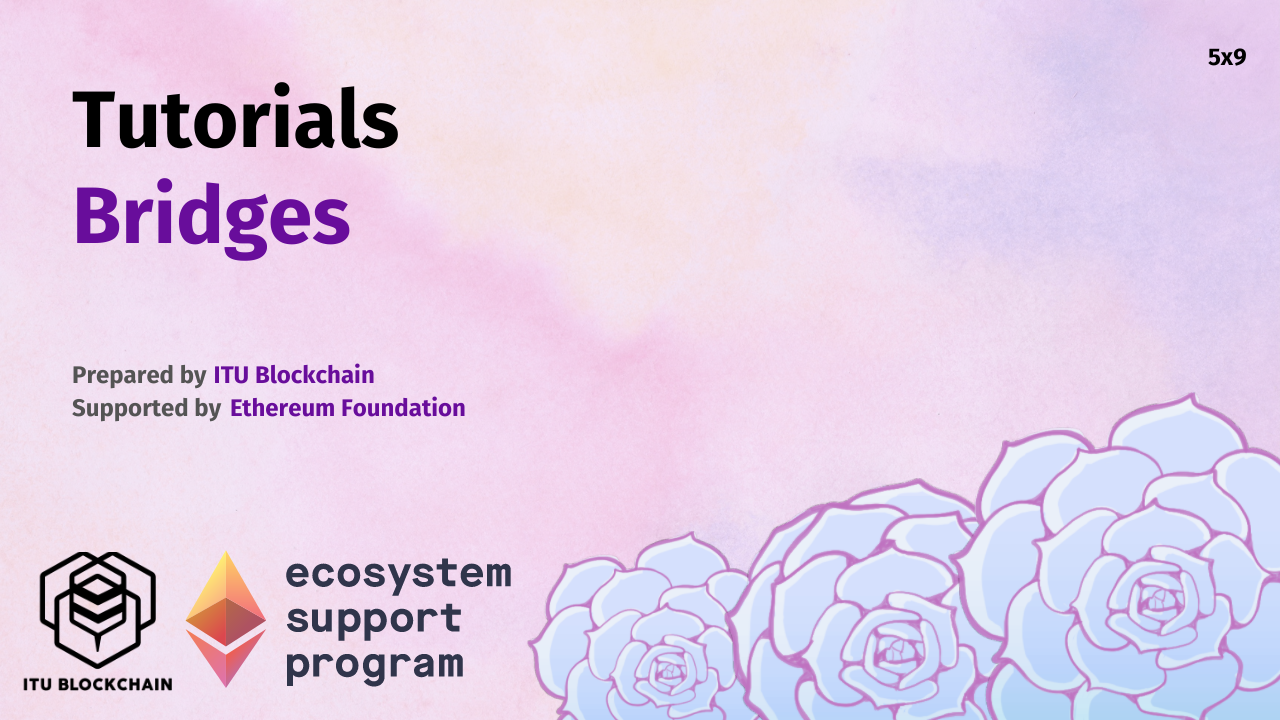 5x9
Tutorials
Bridges
Prepared by ITU Blockchain
Supported by Ethereum Foundation
ITU BLOCKCHAIN
ecosystem
support
program